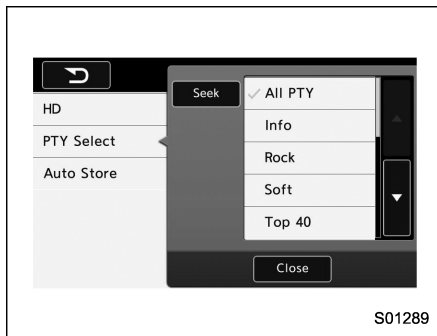 HD
PTY Select
Auto Store
Seek
All PTY
Info
Rock
Soft
Top 40
Close
S01289